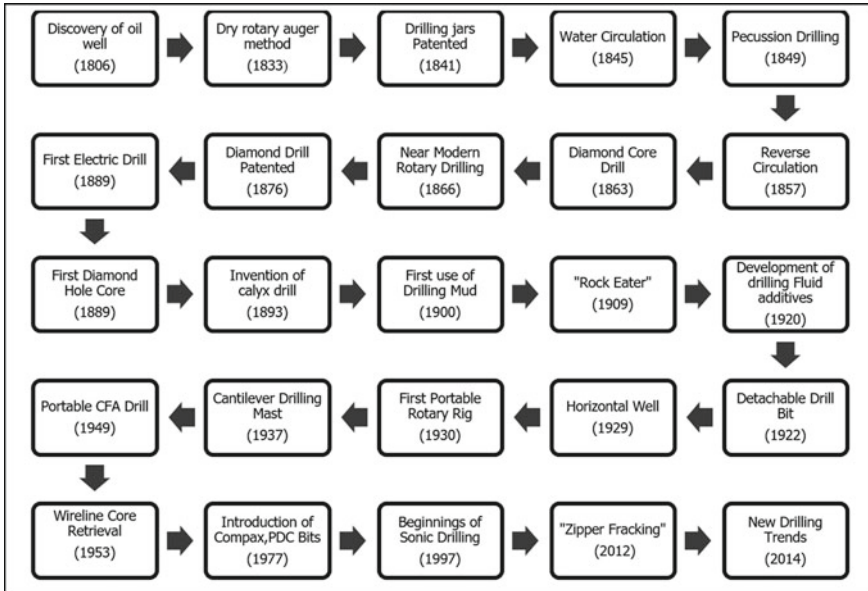 Discovery of oil
well
(1806)
Dry rotary auger
method
(1833)
Drilling jars
Patented
(1841)
Water Circulation
(1845)
Pecussion Drilling
(1849)
Reverse
Circulation
(1857)
Diamond Core
Drill
(1863)
Near Modern
Rotary Drilling
(1866)
Diamond Drill
Patented
(1876)
First Electric Drill
(1889)
First Diamond
Hole Core
(1889)
Invention of
calyx drill
(1893)
First use of
Drilling Mud
(1900)
"Rock Eater"
(1909)
Development of
drilling Fluid
additives
(1920)
Detachable Drill
Bit
(1922)
Horizontal Well
(1929)
First Portable
Rotary Rig
(1930)
Cantilever Drilling
Mast
(1937)
Portable CFA Drill
(1949)
Wireline Core
Retrieval
(1953)
Introduction of
Compax,PDC Bits
(1977)
Beginnings of
Sonic Drilling
(1997)
"Zipper Fracking"
(2012)
New Drilling
Trends
(2014)